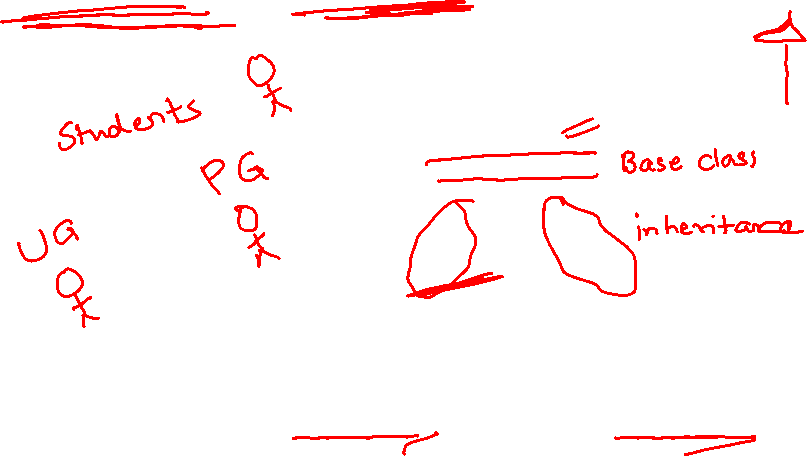 Students
PG
UG
Base class
inheritance